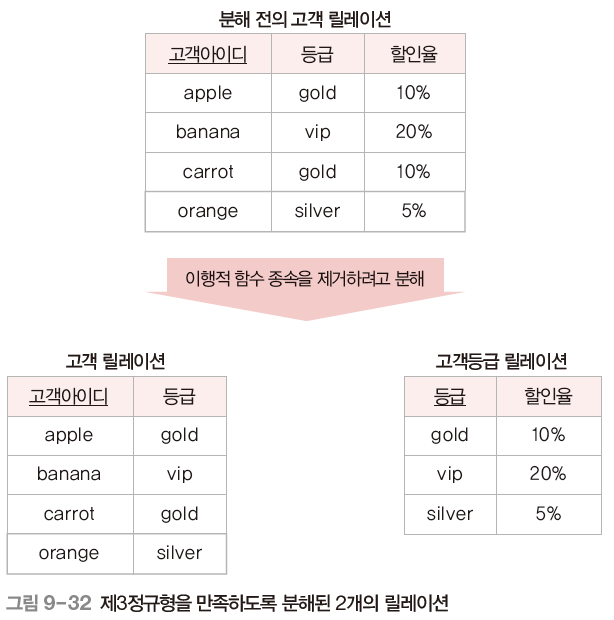 분해 전의 고객 릴레이션
고객아이디 등급 할인율
apple gold 10%
banana vip 20%
carrot gold 10%
orange silver 5%
이행적 함수 종속을 제거하려고 분해
고객 릴레이션
고객아이디 등급
apple gold
banana vip
carrot gold
orange silver
고객등급 릴레이션
등급 할인율
gold 10%
vip 20%
silver 5%
그림 9-32 제3정규형을 만족하도록 분해된 2개의 릴레이션